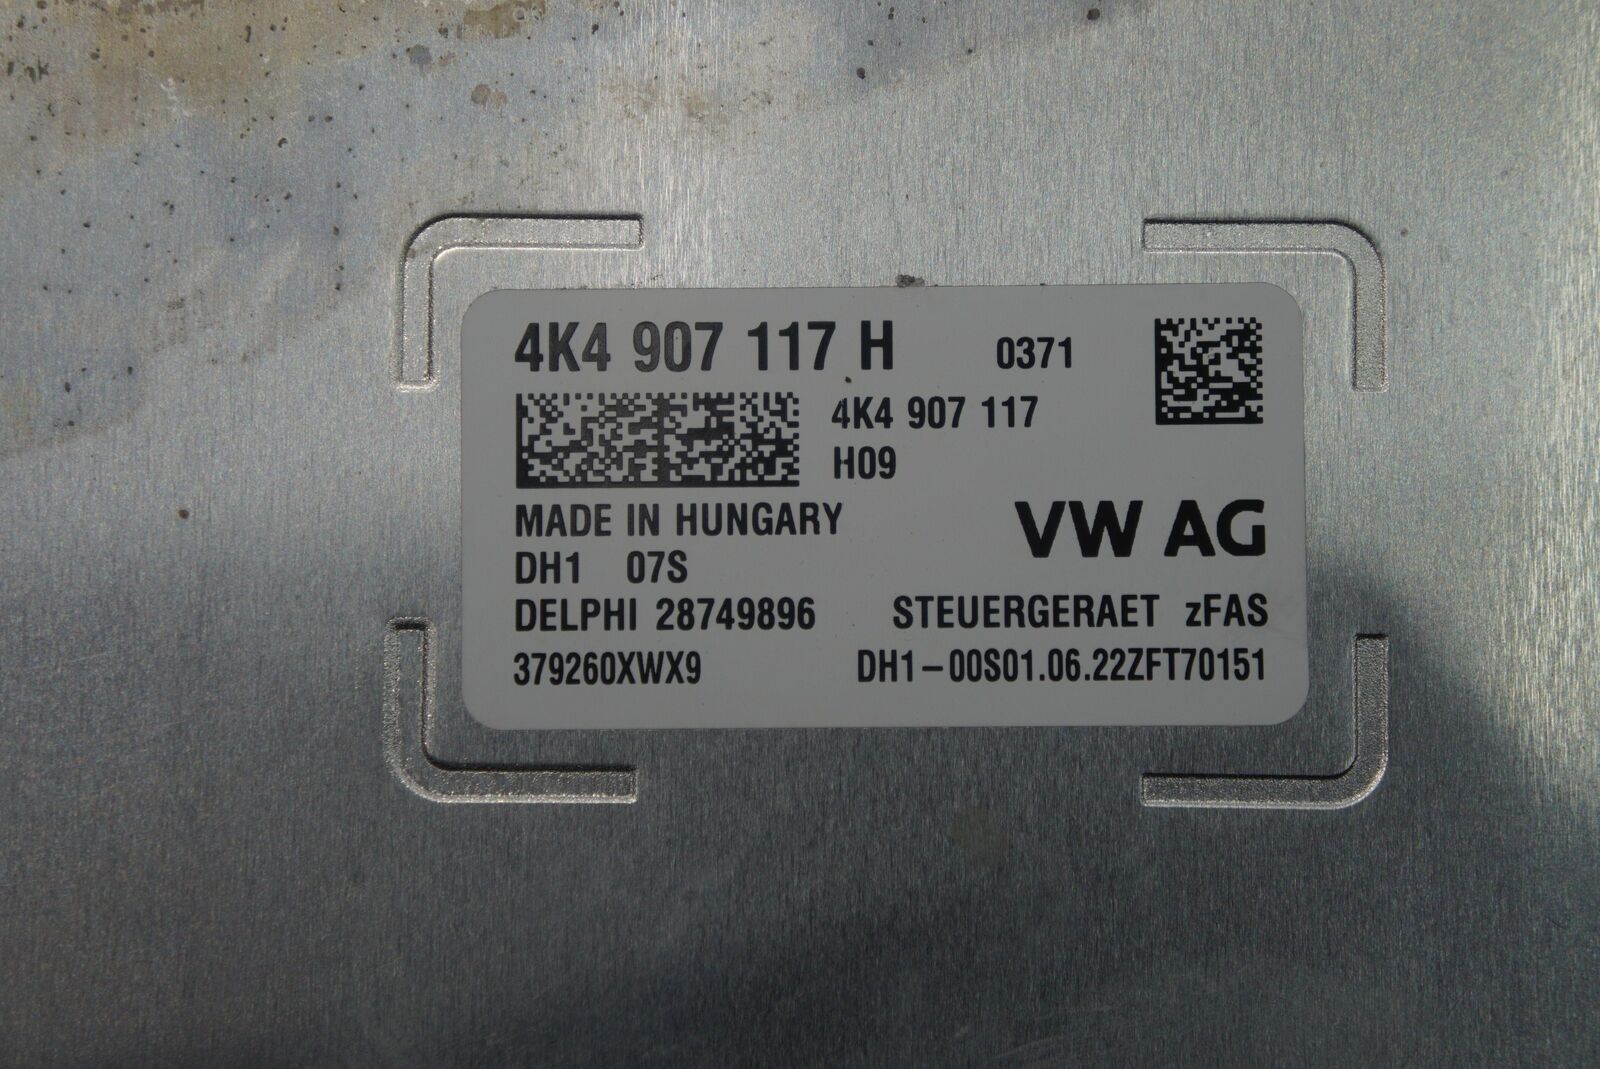 4K4 907 117 H 0371
4K4 907 117
H09
MADE IN HUNGARY
VW AG
DH1 07S
DELPHI 28749896 STEUERGERAET zFAS
379260XWX9 DH1-00S01.06.22ZFT70151